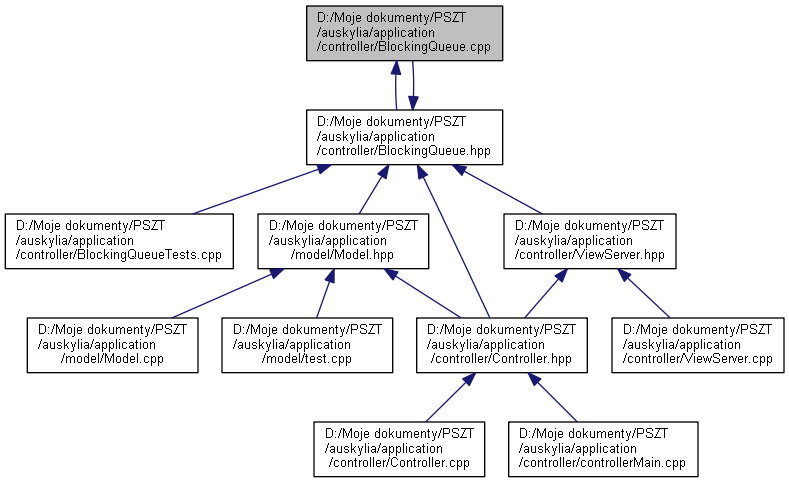 D:/Moje dokumenty/PSZT
/auskylia/application
/controller/BlockingQueue.cpp
D:/Moje dokumenty/PSZT
/auskylia/application
/controller/BlockingQueue.hpp
D:/Moje dokumenty/PSZT
/auskylia/application
/controller/BlockingQueueTests.cpp
D:/Moje dokumenty/PSZT
/auskylia/application
/model/Model.hpp
D:/Moje dokumenty/PSZT
/auskylia/application
/controller/ViewServer.hpp
D:/Moje dokumenty/PSZT
/auskylia/application
/model/Model.cpp
D:/Moje dokumenty/PSZT
/auskylia/application
/model/test.cpp
D:/Moje dokumenty/PSZT
/auskylia/application
/controller/Controller.hpp
D:/Moje dokumenty/PSZT
/auskylia/application
/controller/ViewServer.cpp
D:/Moje dokumenty/PSZT
/auskylia/application
/controller/Controller.cpp
D:/Moje dokumenty/PSZT
/auskylia/application
/controller/controllerMain.cpp